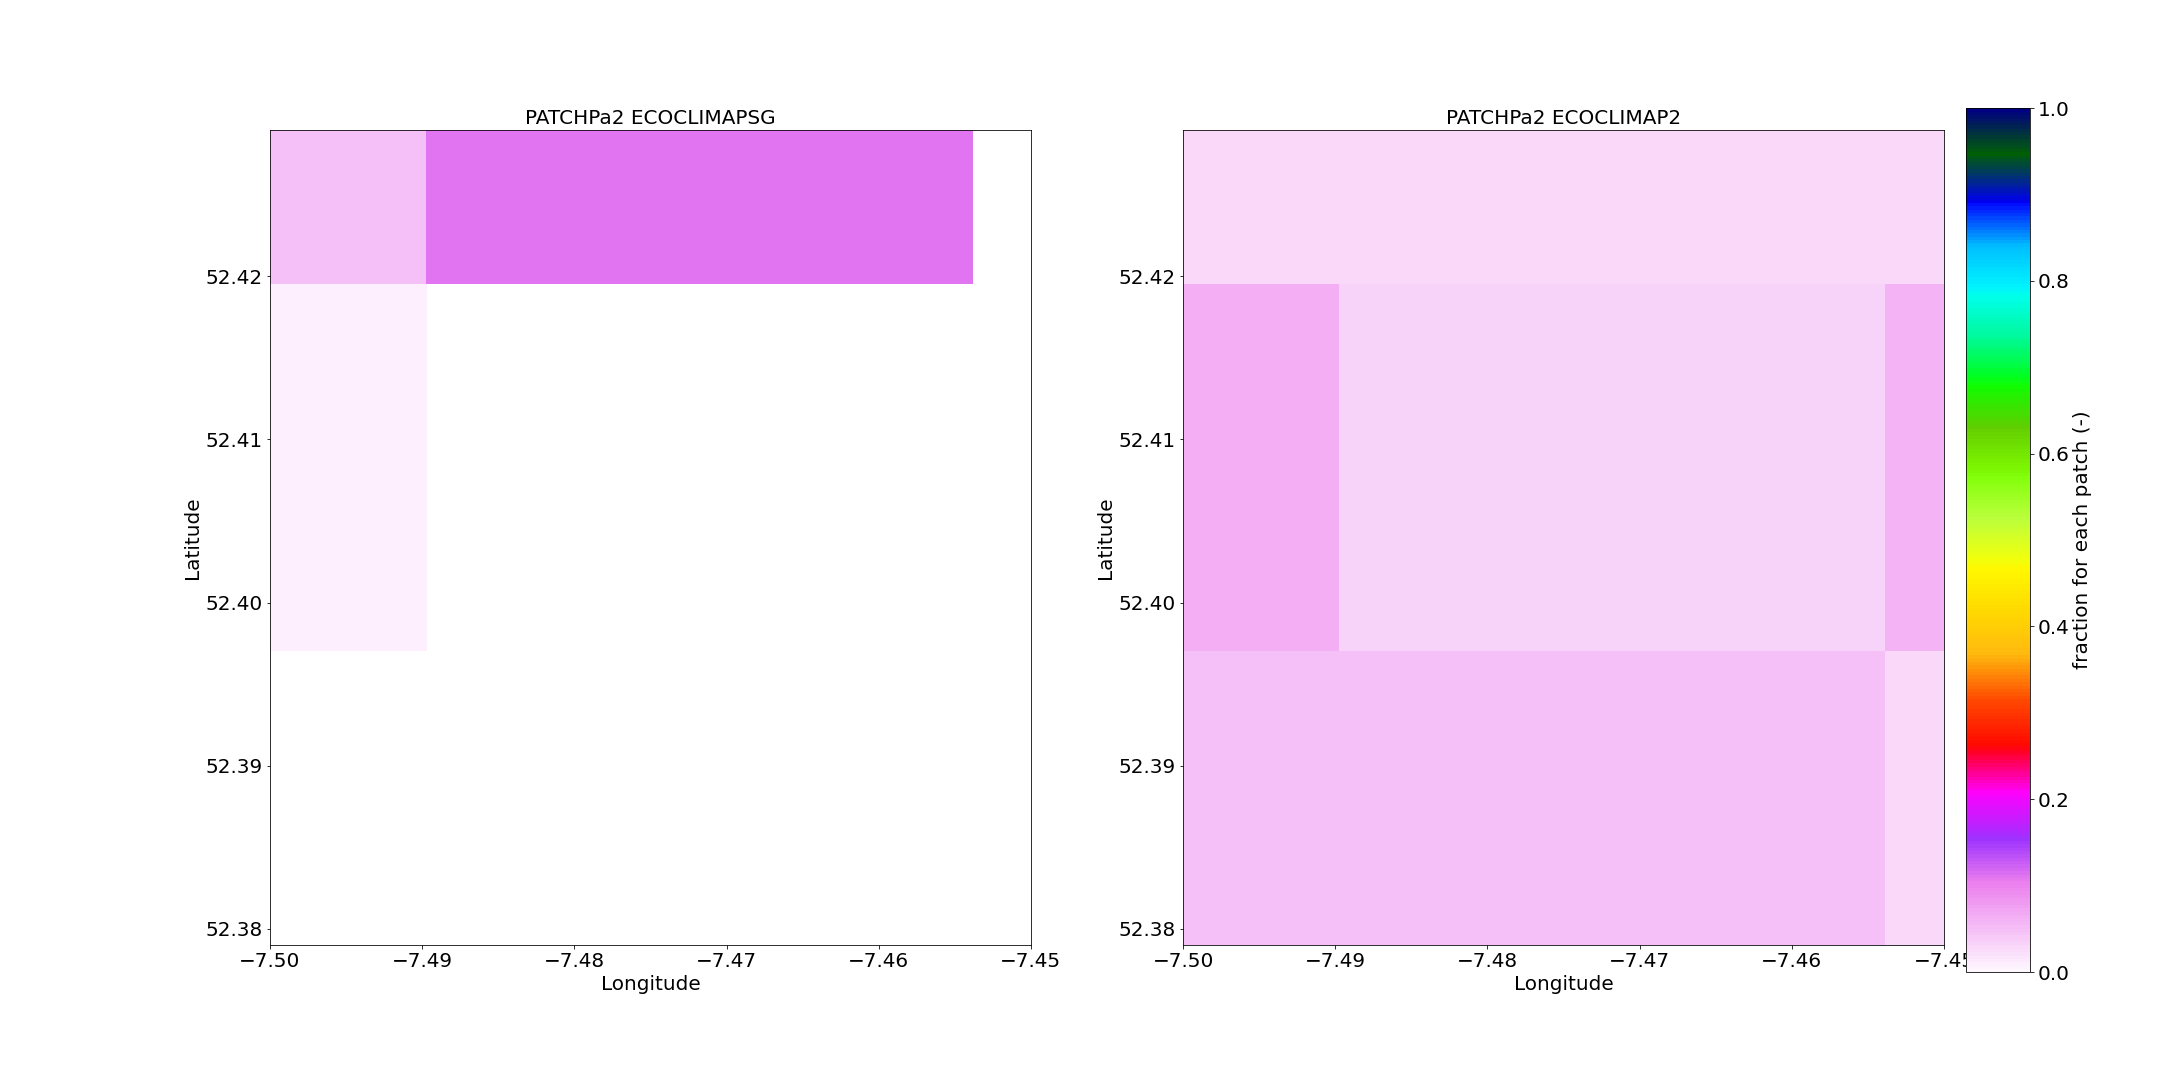 PATCHPa2 ECOCLIMAPSG
PATCHPa2 ECOCLIMAP2
Latitude
52.42
52.41
52.40
52.39
52.38
−7.50 −7.49 −7.48 −7.47 −7.46 −7.45
Longitude
Latitude
52.42
52.41
52.40
52.39
52.38
−7.50 −7.49 −7.48 −7.47 −7.46 −7.45
Longitude
1.0
0.8
0.6
0.4
0.2
0.0
fraction for each patch (-)